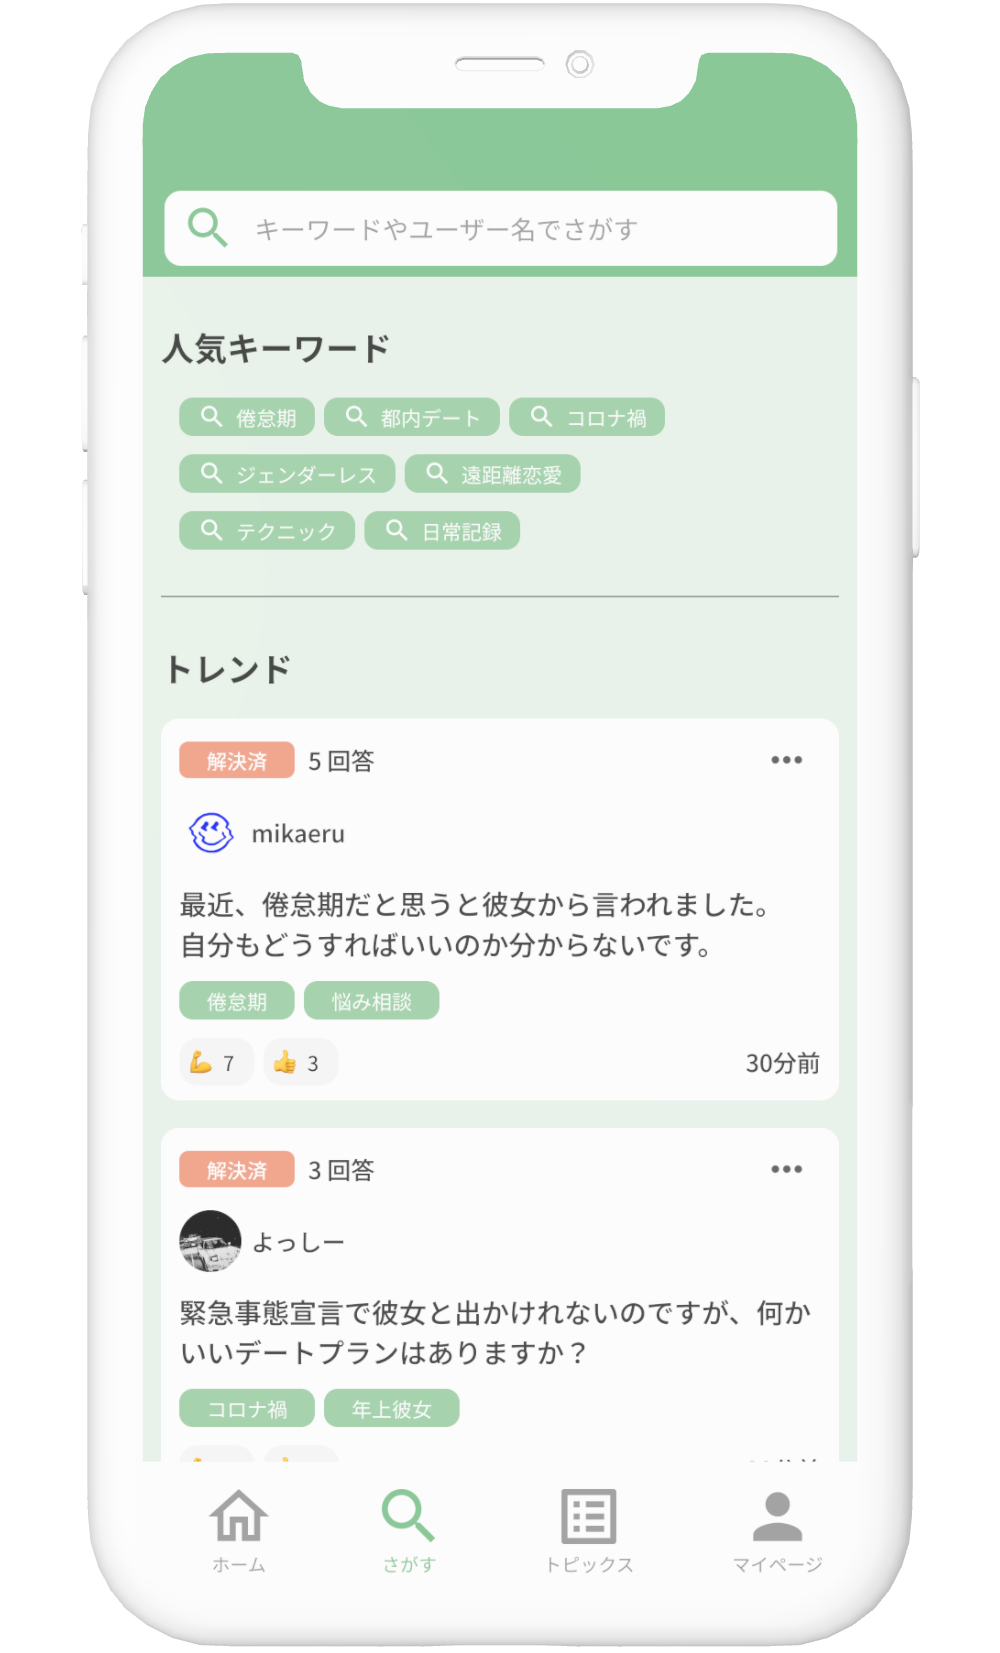 キーワードやユーザー名でさがす
人気キーワード
倦怠期 都内デート コロナ禍
ジェンダーレス 遠距離恋愛
テクニック 日常記録
トレンド
解決済 5 回答
mikaeru
最近、倦怠期だと思うと彼女から言われました。
自分もどうすればいいのか分からないです。
倦怠期 悩み相談
7 3 30分前
解決済 3 回答
よっしー
緊急事態宣言で彼女と出かけれないのですが、何か
いいデートプランはありますか？
コロナ禍 年上彼女
ホーム さがす トピックス マイページ